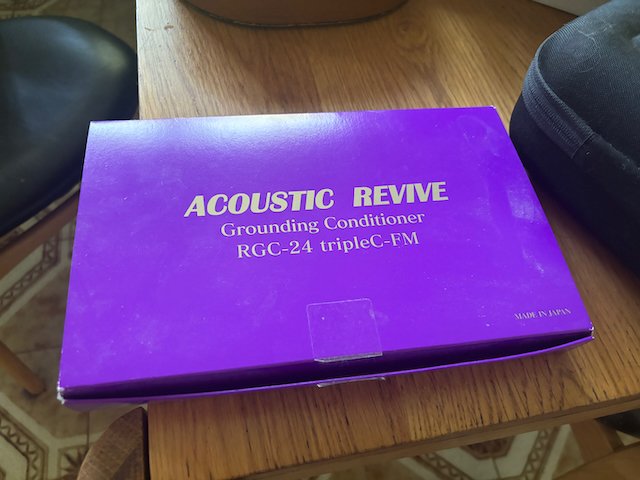 ACOUSTIC REVIVE
Grounding Conditioner
RGC-24 tripleC-FM
MADE IN JAPAN